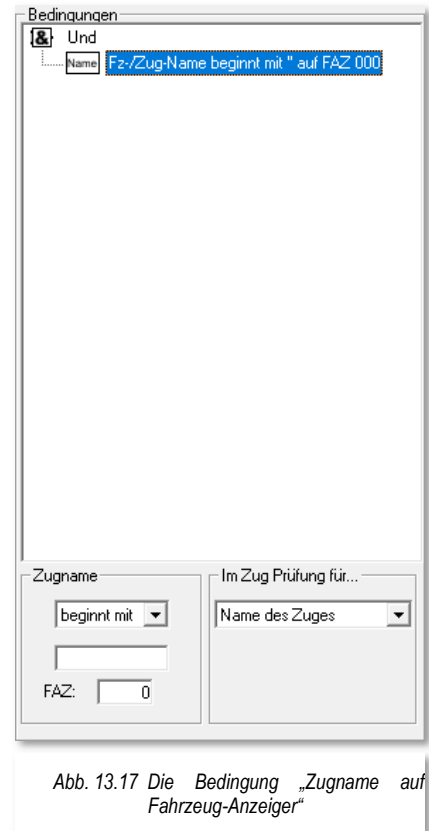 Bedingungen
& Und
Name Fz-/Zug-Name beginnt mit '' auf FAZ 000
Zugname
beginnt mit
FAZ: 0
Im Zug Prüfung für...
Name des Zuges
Abb. 13.17 Die Bedingung „Zugname auf
Fahrzeug-Anzeiger“